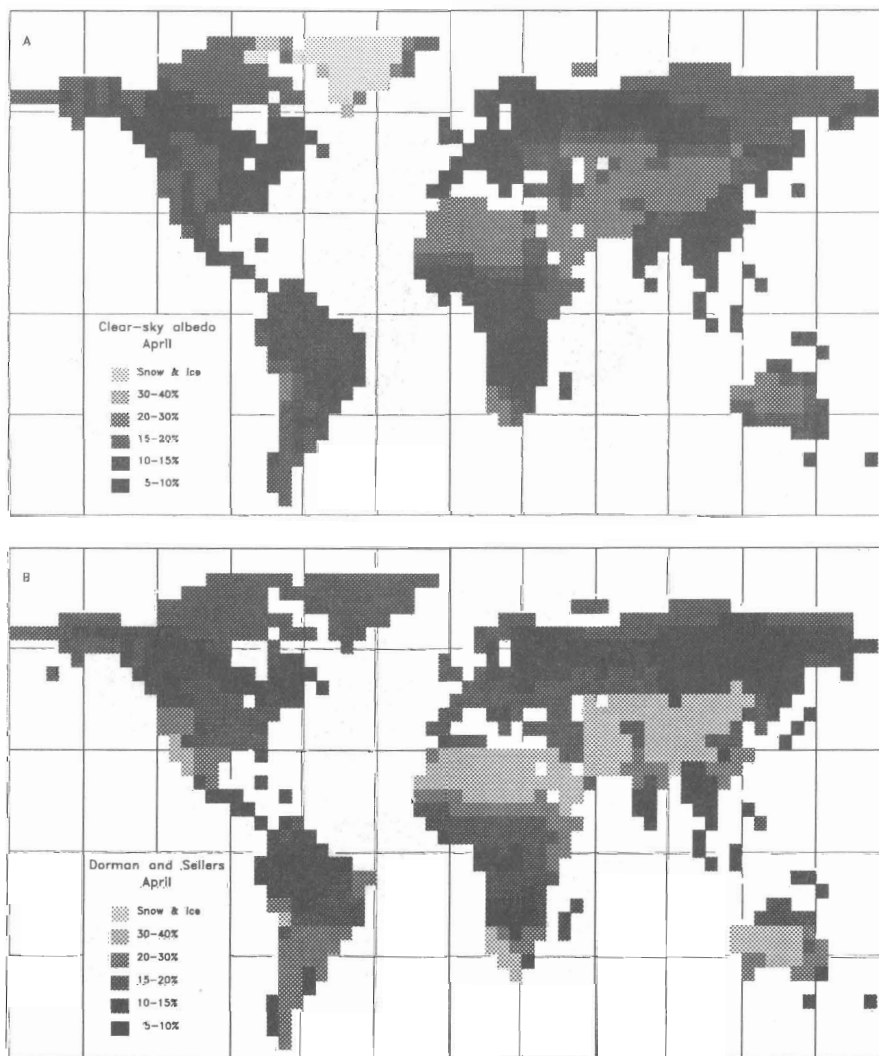 A
Clear-sky albedo
April
Snow & Ice
30-40%
20-30%
15-20%
10-15%
5-10%
B
Dorman and Sellers
April
Snow & Ice
30-40%
20-30%
15-20%
10-15%
5-10%